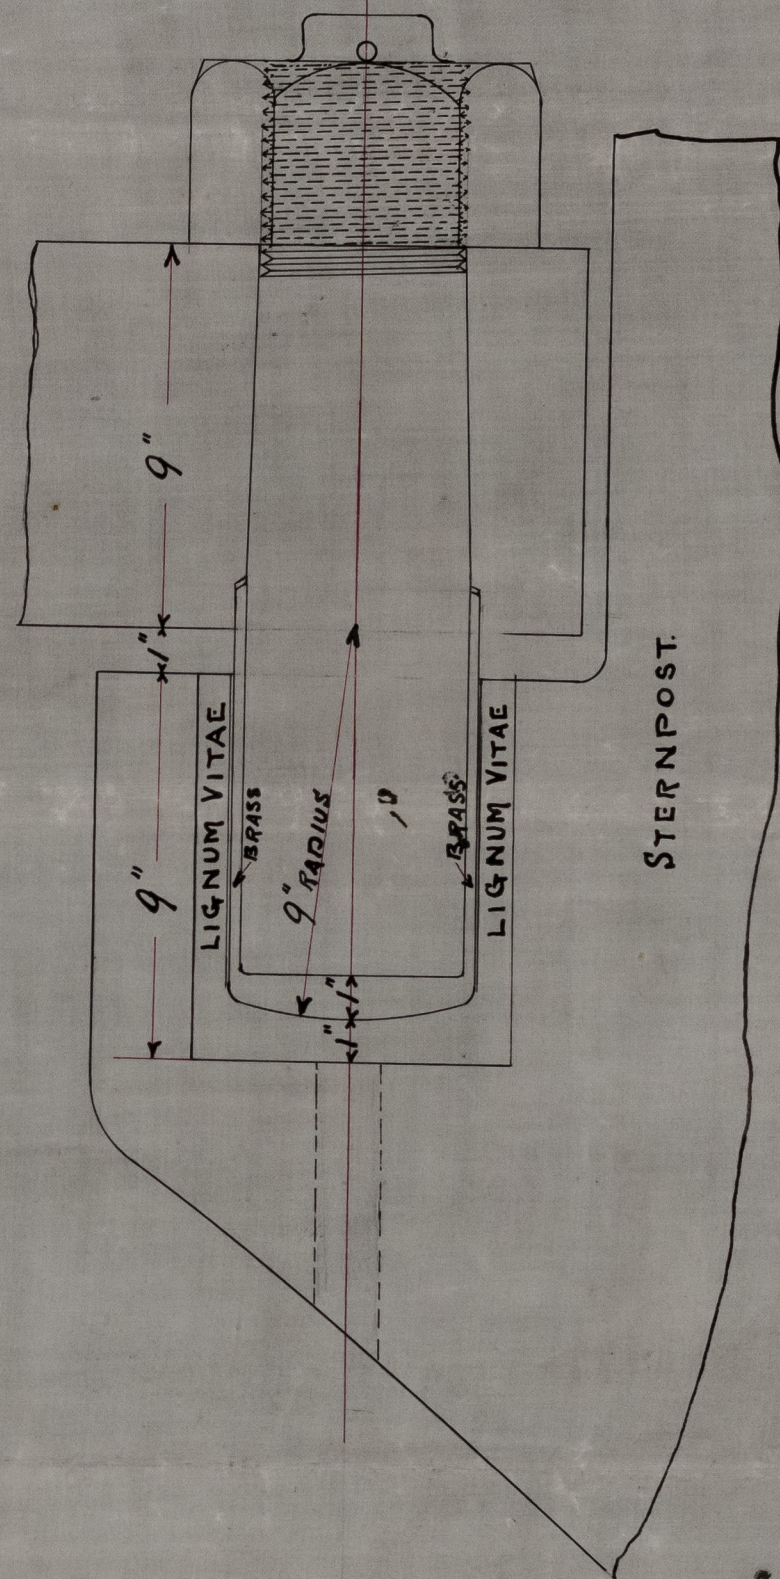 9"
1"
9"
LIGNUM VITAE
BRASS
9" RADIUS
BRASS
LIGNUM VITAE
1"
1"
STERNPOST.